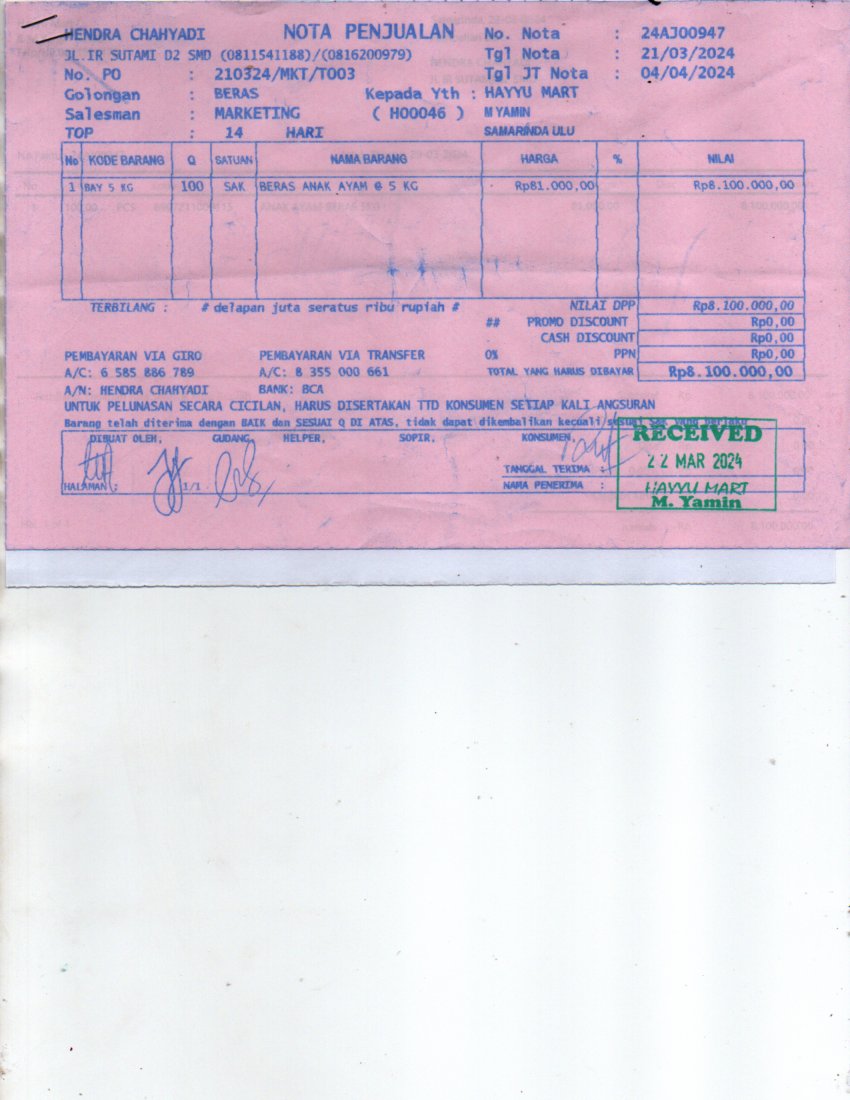 HENDRA CHAHYADI NOTA PENJUALAN No. Nota : 24AJ00947
JL.IR SUTAMI D2 SMD (0811541188)/(0816200979) Tgl Nota : 21/03/2024
No. PO : 210324/MKT/T003 Tgl JT Nota : 04/04/2024
Golongan : BERAS Kepada Yth : HAYYU MART
Salesman : MARKETING ( H00046 ) M YAMIN
TOP : 14 HARI SAMARINDA ULU
No KODE BARANG Q SATUAN NAMA BARANG HARGA % NILAI
1 BAY 5 KG 100 SAK BERAS ANAK AYAM @ 5 KG Rp81.000,00 Rp8.100.000,00
TERBILANG : # delapan juta seratus ribu rupiah # NILAI DPP Rp8.100.000,00
## PROMO DISCOUNT Rp0,00
CASH DISCOUNT Rp0,00
PEMBAYARAN VIA GIRO PEMBAYARAN VIA TRANSFER 0% PPN Rp0,00
A/C: 6 585 886 789 A/C: 8 355 000 661 TOTAL YANG HARUS DIBAYAR Rp8.100.000,00
A/N: HENDRA CHAHYADI BANK: BCA
UNTUK PELUNASAN SECARA CICILAN, HARUS DISERTAKAN TTD KONSUMEN SETIAP KALI ANGSURAN
Barang telah diterima dengan BAIK dan SESUAI Q DI ATAS, tidak dapat dikembalikan kecuali sesuai
DIBUAT OLEH, GUDANG, HELPER, SOPIR, KONSUMEN,
RECEIVED
22 MAR 2024
TANGGAL TERIMA :
HALAMAN : 1/1 NAMA PENERIMA :
HAYYU MART
M. Yamin